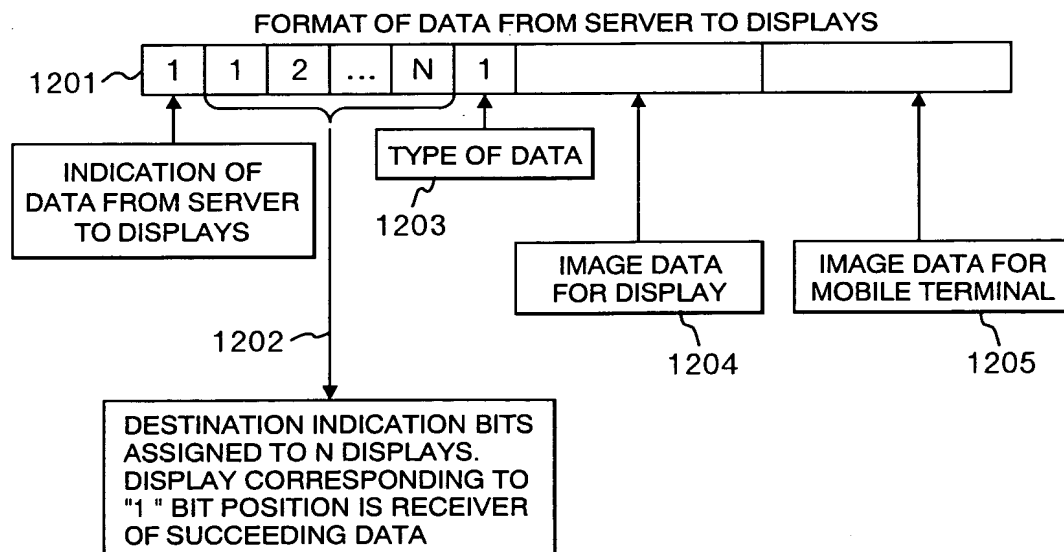 FORMAT OF DATA FROM SERVER TO DISPLAYS
1201
1 1 2 ... N 1
INDICATION OF
DATA FROM SERVER
TO DISPLAYS
TYPE OF DATA
1203
IMAGE DATA
FOR DISPLAY
1204
IMAGE DATA FOR
MOBILE TERMINAL
1205
1202
DESTINATION INDICATION BITS
ASSIGNED TO N DISPLAYS.
DISPLAY CORRESPONDING TO
"1 " BIT POSITION IS RECEIVER
OF SUCCEEDING DATA